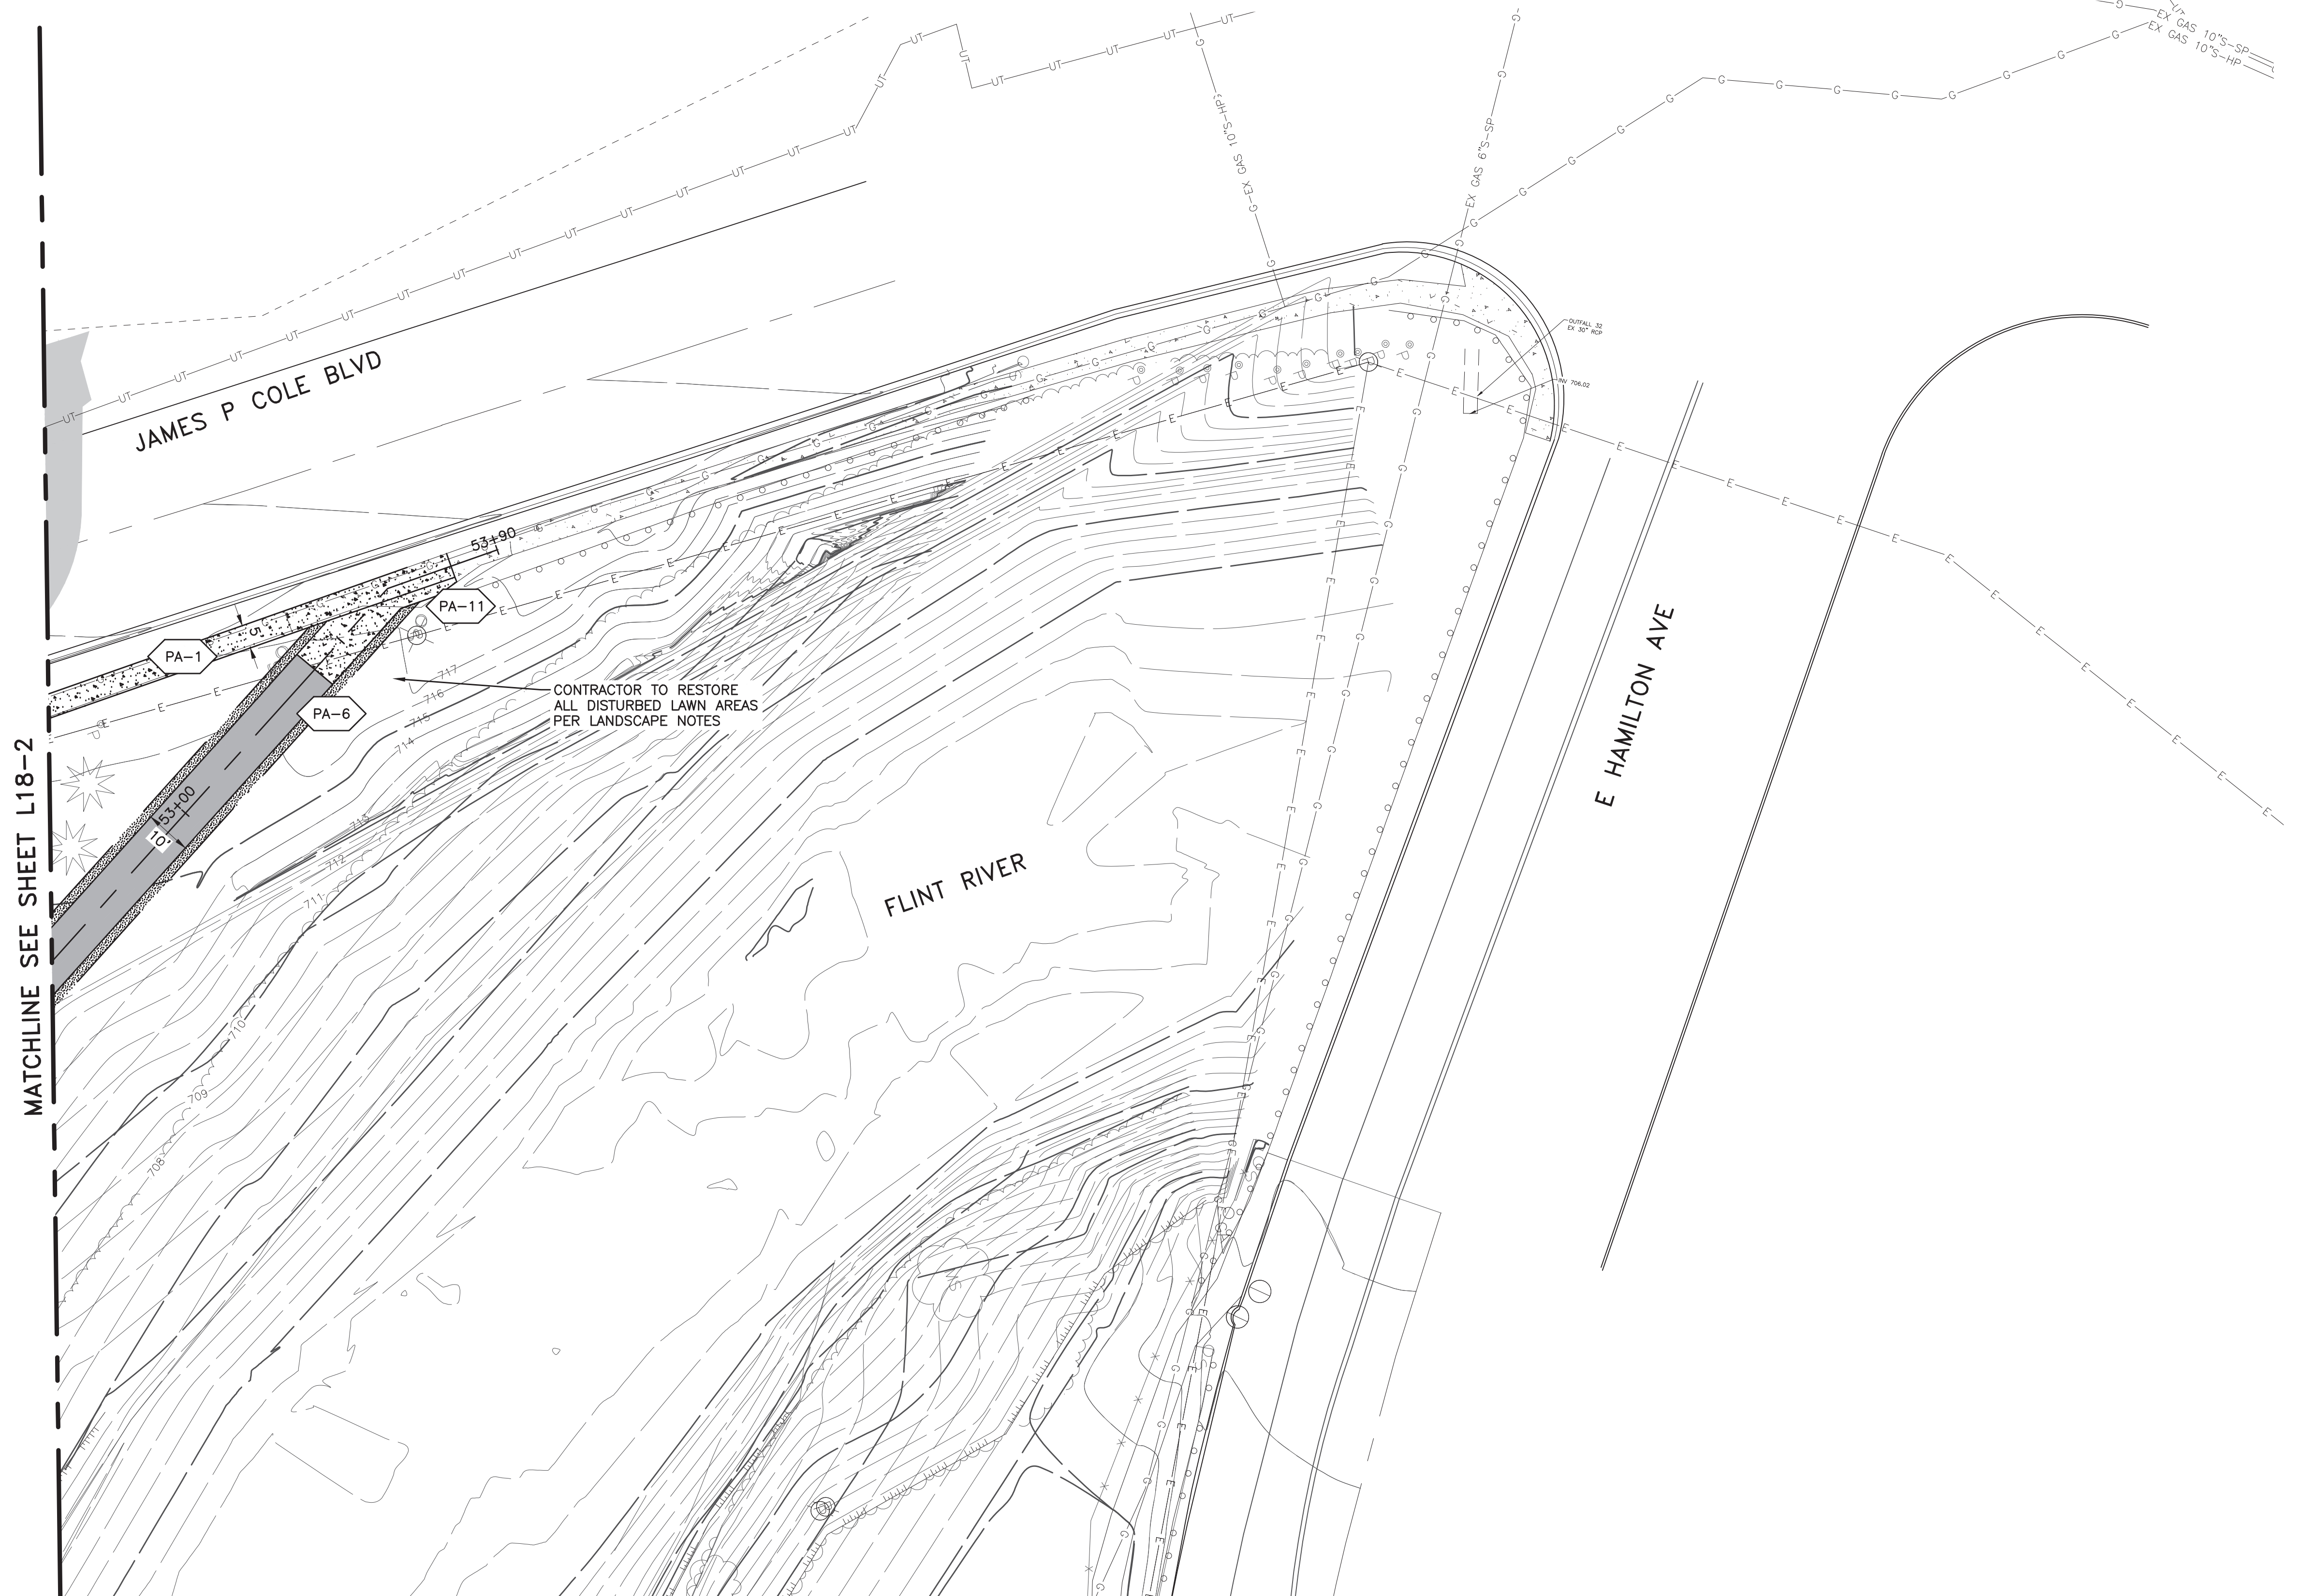 EX GAS 10"S-SP
EX GAS 10"S-HP
EX GAS 10"S-HP
EX GAS 6"S-SP
OUTFALL 32
EX 30" RCP
INV 706.02
JAMES P COLE BLVD
53+90
PA-11
PA-1
5'
PA-6
CONTRACTOR TO RESTORE
ALL DISTURBED LAWN AREAS
PER LANDSCAPE NOTES
717
716
715
714
713
712
711
710
709
708
53+00
10'
E HAMILTON AVE
FLINT RIVER
MATCHLINE SEE SHEET L18-2